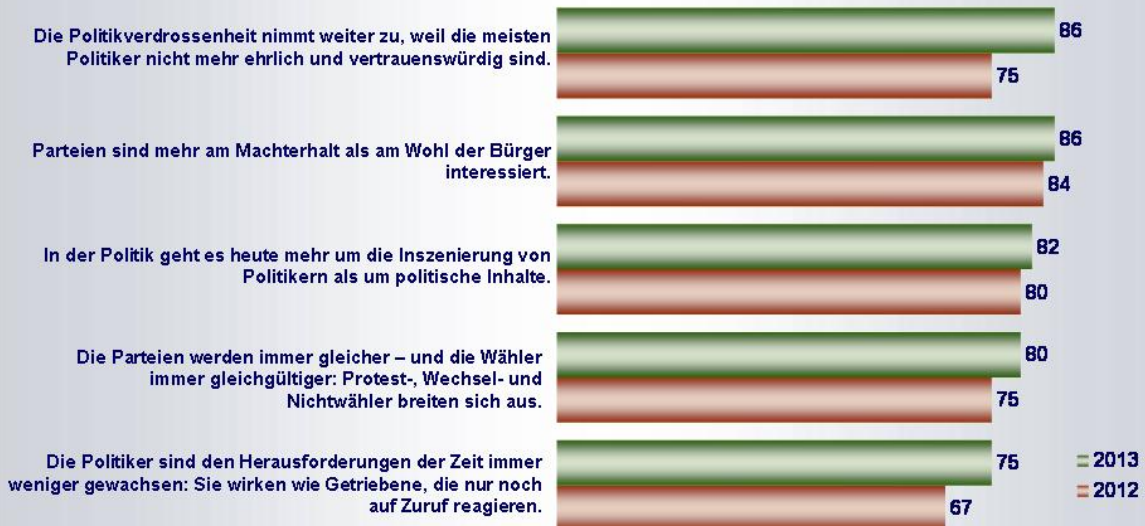 Die Politikverdrossenheit nimmt weiter zu, weil die meisten
Politiker nicht mehr ehrlich und vertrauenswürdig sind.
86
75
Parteien sind mehr am Machterhalt als am Wohl der Bürger
interessiert.
86
84
In der Politik geht es heute mehr um die Inszenierung von
Politikern als um politische Inhalte.
82
80
Die Parteien werden immer gleicher – und die Wähler
immer gleichgültiger: Protest-, Wechsel- und
Nichtwähler breiten sich aus.
80
75
Die Politiker sind den Herausforderungen der Zeit immer
weniger gewachsen: Sie wirken wie Getriebene, die nur noch
auf Zuruf reagieren.
75
67
2013
2012